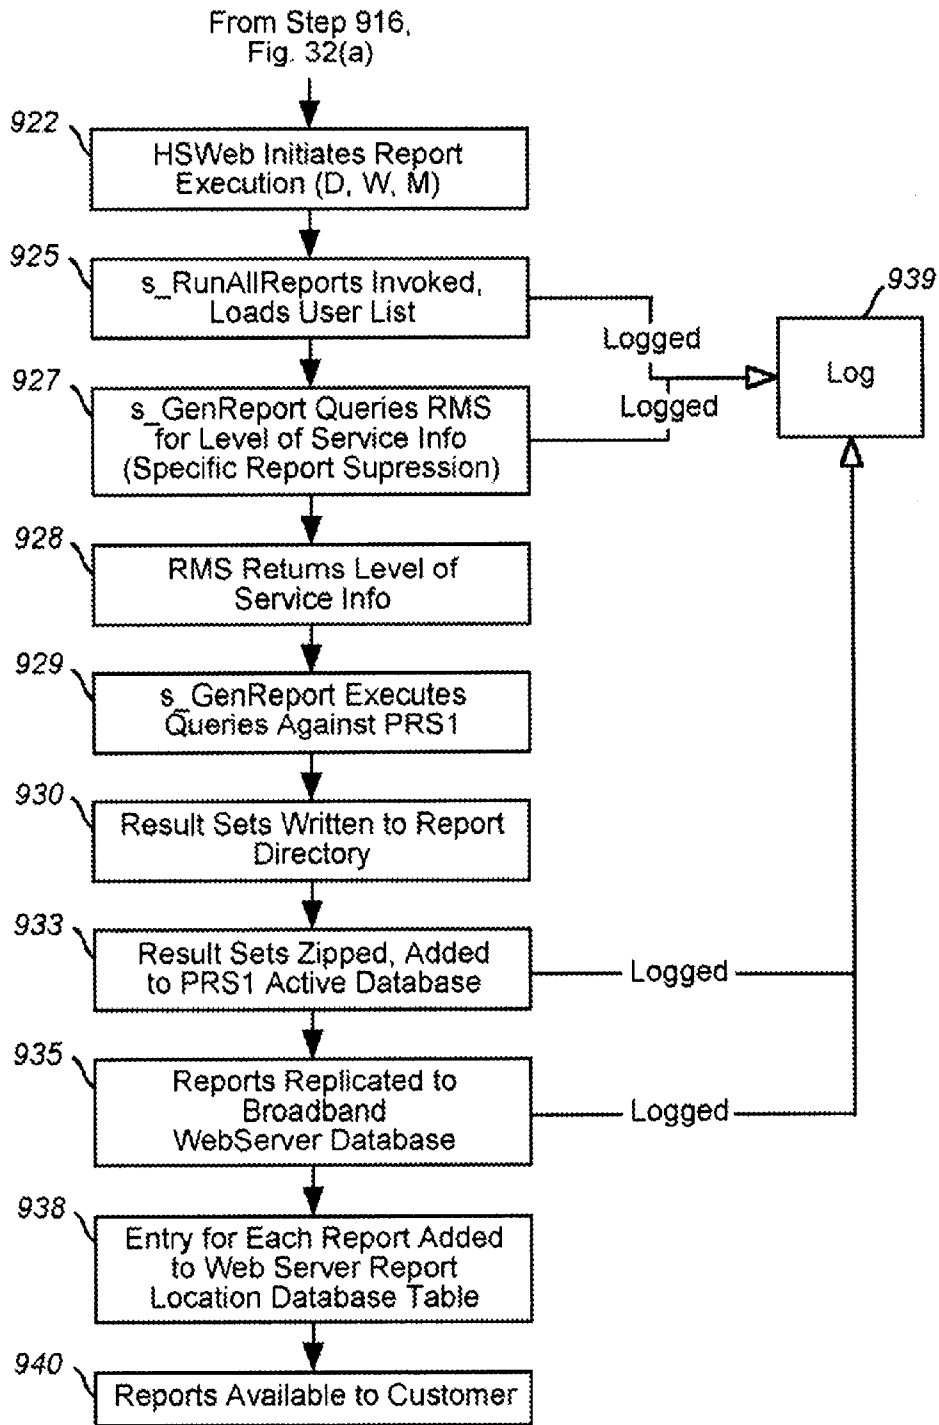 From Step 916,
Fig. 32(a)
922
HSWeb Initiates Report
Execution (D, W, M)
925
s_RunAllReports Invoked,
Loads User List
939
Log
Logged
927
s_GenReport Queries RMS
for Level of Service Info
(Specific Report Supression)
Logged
928
RMS Returns Level of
Service Info
929
s_GenReport Executes
Queries Against PRS1
930
Result Sets Written to Report
Directory
933
Result Sets Zipped, Added
to PRS1 Active Database
Logged
935
Reports Replicated to
Broadband
WebServer Database
Logged
938
Entry for Each Report Added
to Web Server Report
Location Database Table
940
Reports Available to Customer